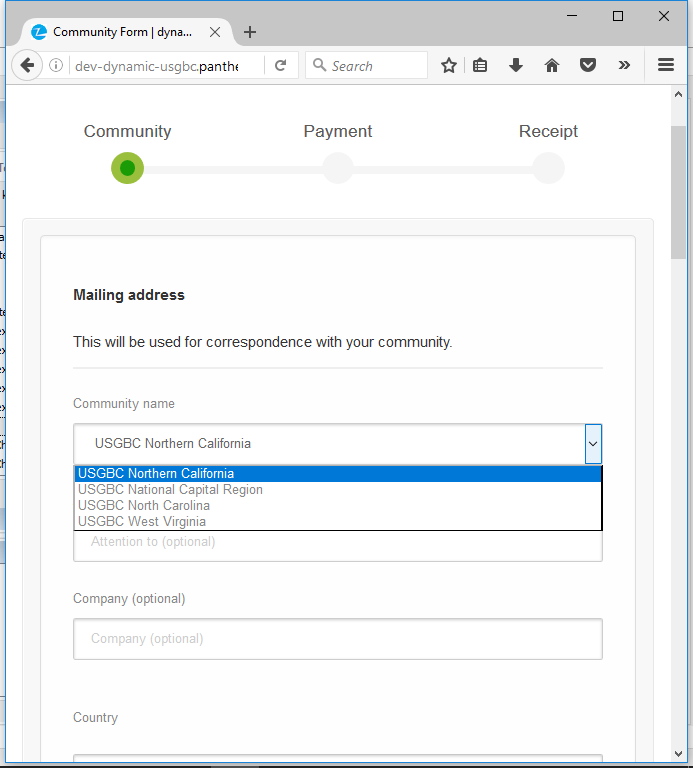 Community Form | dyna...
dev-dynamic-usgbc.panthe
Search
Community
Payment
Receipt
Mailing address
This will be used for correspondence with your community.
Community name
USGBC Northern California
USGBC Northern California
USGBC National Capital Region
USGBC North Carolina
USGBC West Virginia
Attention to (optional)
Company (optional)
Company (optional)
Country